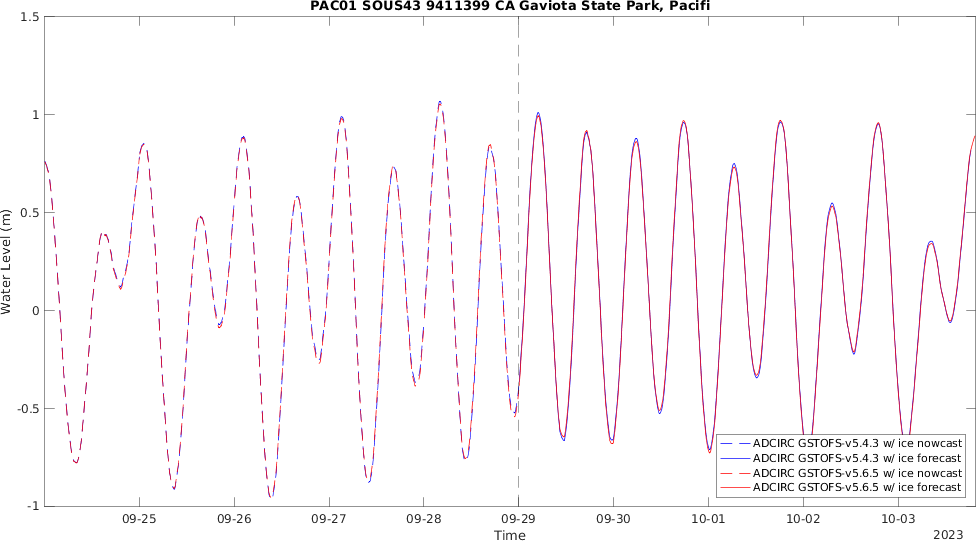 PAC01 SOUS43 9411399 CA Gaviota State Park, Pacifi
1.5
1
0.5
0
-0.5
-1
Water Level (m)
09-25 09-26 09-27 09-28 09-29 09-30 10-01 10-02 10-03
Time
2023
ADCIRC GSTOFS-v5.4.3 w/ ice nowcast
ADCIRC GSTOFS-v5.4.3 w/ ice forecast
ADCIRC GSTOFS-v5.6.5 w/ ice nowcast
ADCIRC GSTOFS-v5.6.5 w/ ice forecast